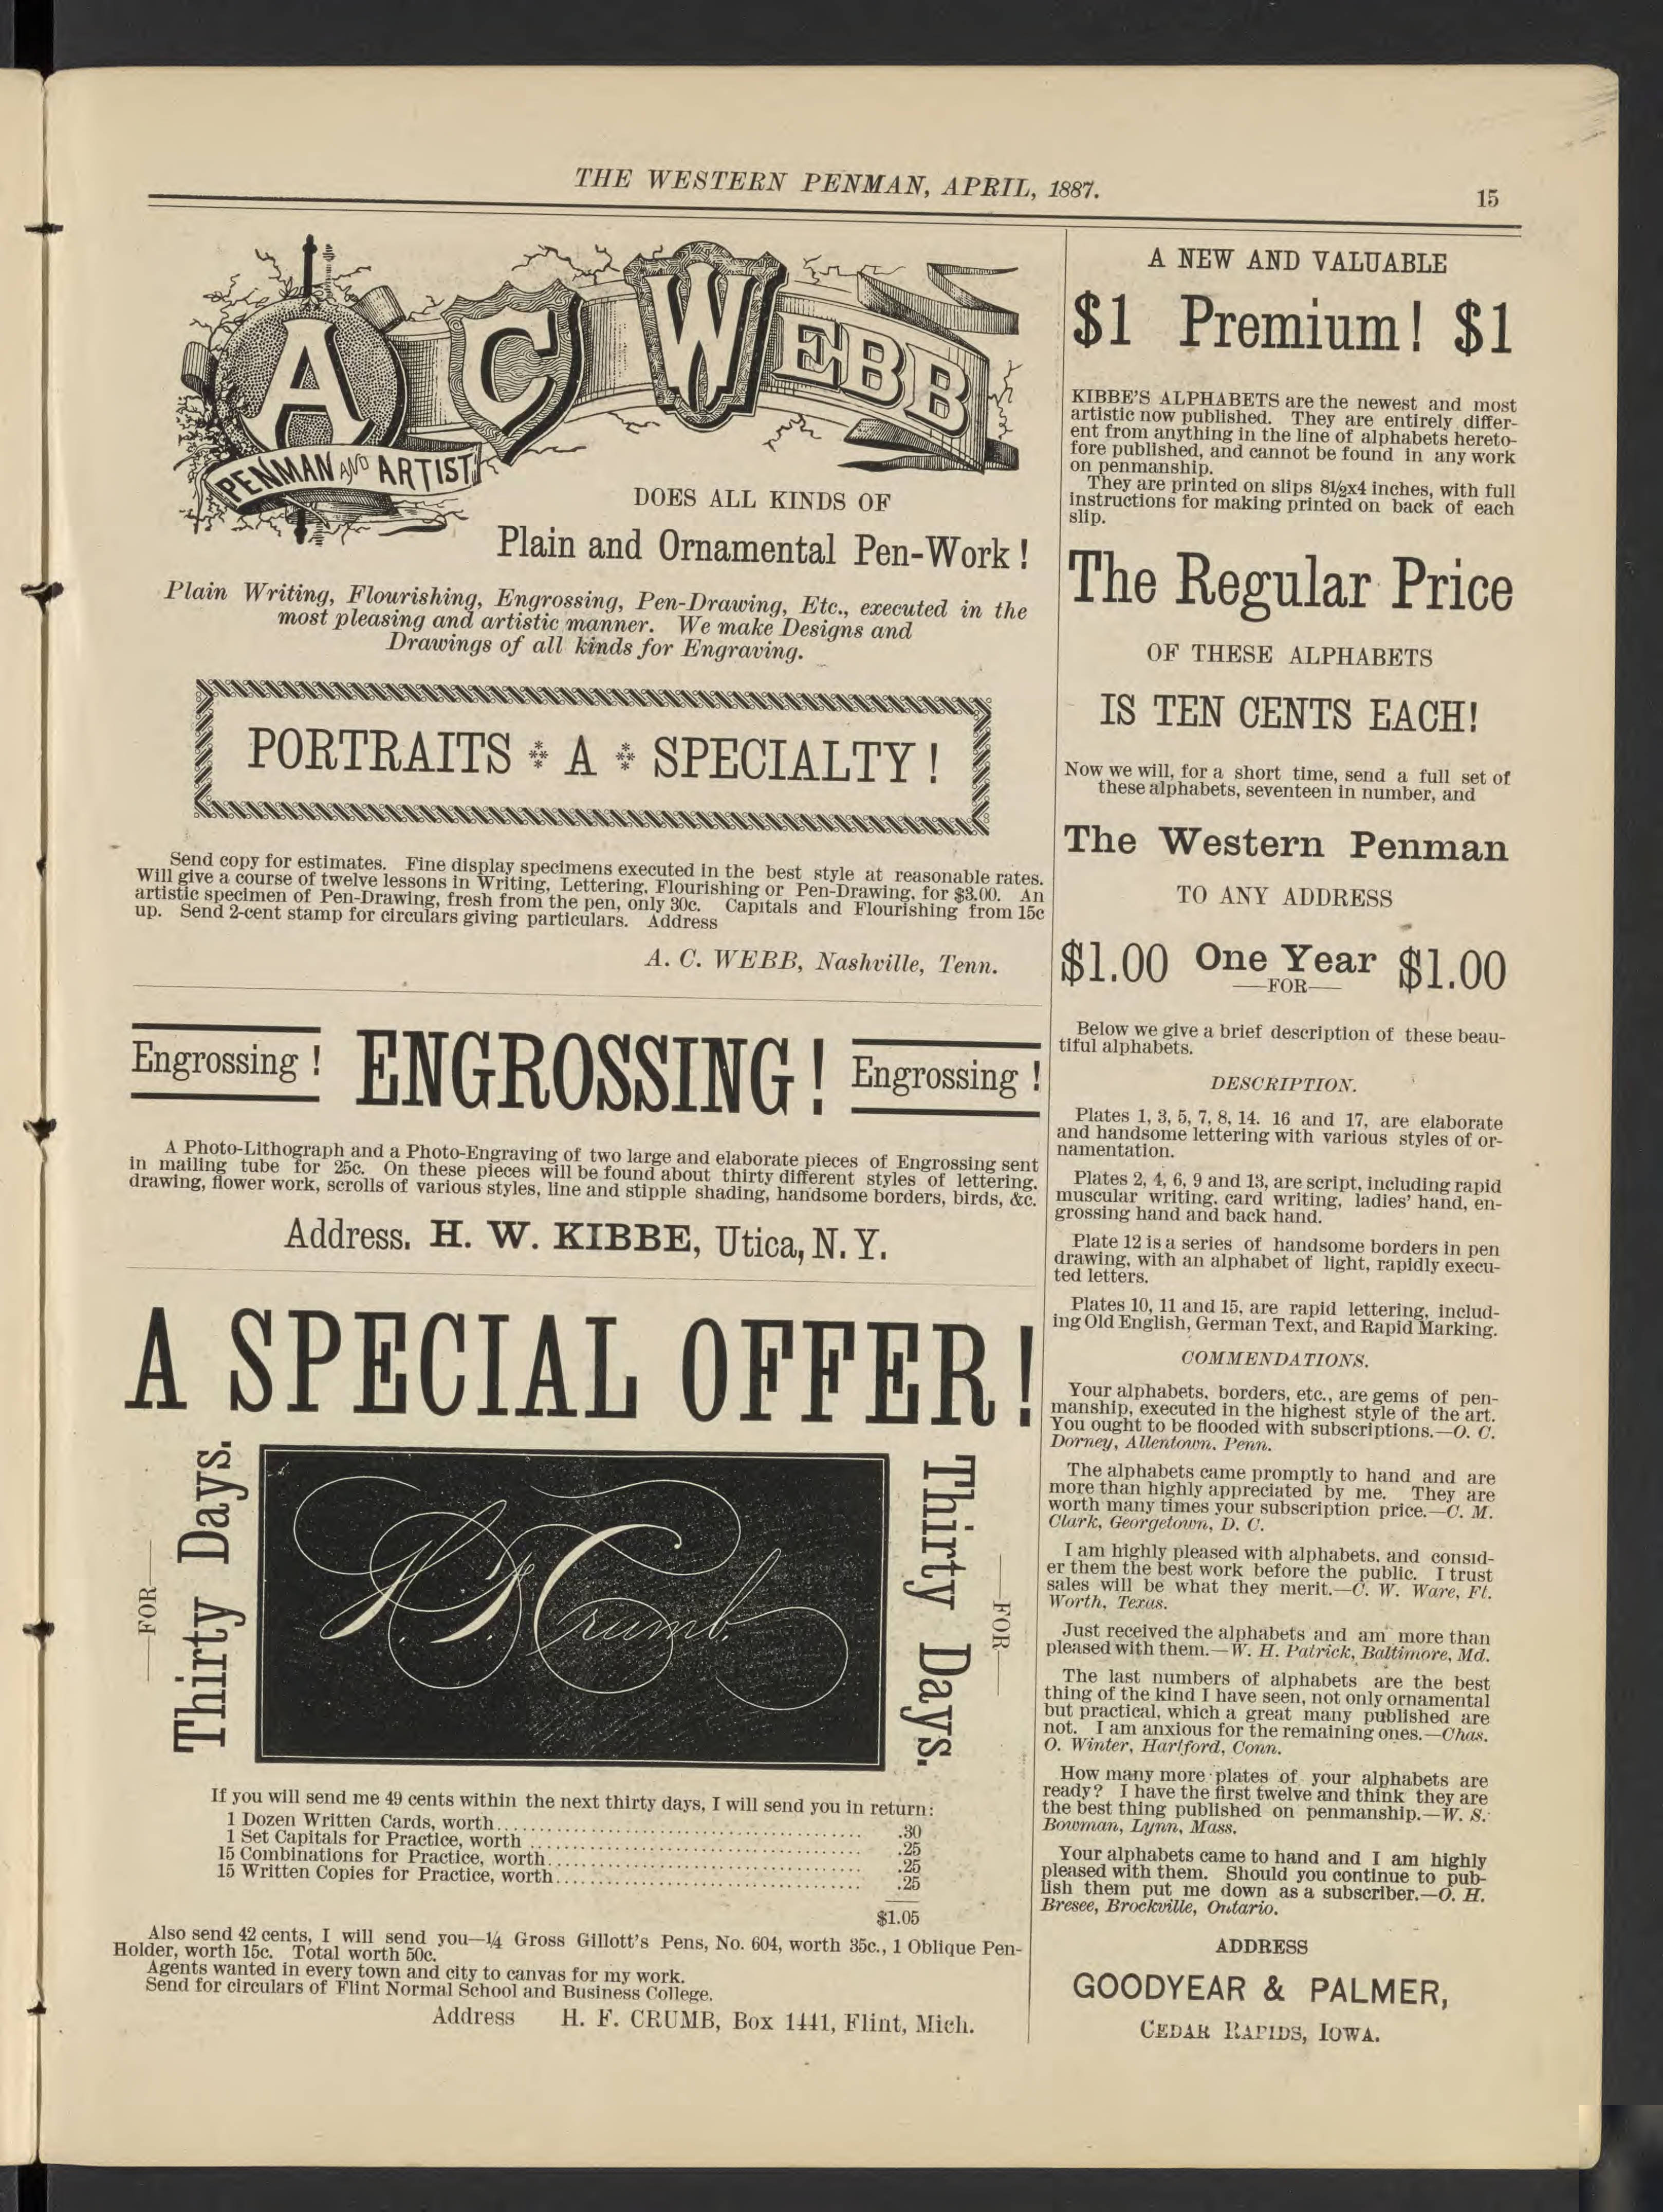 THE WESTERN PENMAN, APRIL, 1887.
15
A C WEBB
PENMAN AND ARTIST
DOES ALL KINDS OF
Plain and Ornamental Pen-Work!
Plain Writing, Flourishing, Engrossing, Pen-Drawing, Etc., executed in the
most pleasing and artistic manner. We make Designs and
Drawings of all kinds for Engraving.
PORTRAITS A SPECIALTY!
Send copy for estimates. Fine display specimens executed in the best style at reasonable rates.
Will give a course of twelve lessons in Writing, Lettering, Flourishing or Pen-Drawing, for $3.00. An
artistic specimen of Pen-Drawing, fresh from the pen, only 30c. Capitals and Flourishing from 15c
up. Send 2-cent stamp for circulars giving particulars. Address
A. C. WEBB, Nashville, Tenn.
Engrossing! ENGROSSING! Engrossing!
A Photo-Lithograph and a Photo-Engraving of two large and elaborate pieces of Engrossing sent
in mailing tube for 25c. On these pieces will be found about thirty different styles of lettering,
drawing, flower work, scrolls of various styles, line and stipple shading, handsome borders, birds, &c.
Address, H. W. KIBBE, Utica, N. Y.
A SPECIAL OFFER!
—FOR—
Thirty Days.
H. F. Crumb.
Thirty Days.
—FOR—
If you will send me 49 cents within the next thirty days, I will send you in return:
1 Dozen Written Cards, worth .30
1 Set Capitals for Practice, worth .25
15 Combinations for Practice, worth .25
15 Written Copies for Practice, worth .25
$1.05
Also send 42 cents, I will send you—¼ Gross Gillott's Pens, No. 604, worth 35c., 1 Oblique Pen-
Holder, worth 15c. Total worth 50c.
Agents wanted in every town and city to canvas for my work.
Send for circulars of Flint Normal School and Business College.
Address H. F. CRUMB, Box 1441, Flint, Mich.
A NEW AND VALUABLE
$1 Premium! $1
KIBBE'S ALPHABETS are the newest and most
artistic now published. They are entirely differ-
ent from anything in the line of alphabets hereto-
fore published, and cannot be found in any work
on penmanship.
They are printed on slips 8½x4 inches, with full
instructions for making printed on back of each
slip.
The Regular Price
OF THESE ALPHABETS
IS TEN CENTS EACH!
Now we will, for a short time, send a full set of
these alphabets, seventeen in number, and
The Western Penman
TO ANY ADDRESS
$1.00 One Year $1.00
—FOR—
Below we give a brief description of these beau-
tiful alphabets.
DESCRIPTION.
Plates 1, 3, 5, 7, 8, 14. 16 and 17, are elaborate
and handsome lettering with various styles of or-
namentation.
Plates 2, 4, 6, 9 and 13, are script, including rapid
muscular writing, card writing, ladies' hand, en-
grossing hand and back hand.
Plate 12 is a series of handsome borders in pen
drawing, with an alphabet of light, rapidly execu-
ted letters.
Plates 10, 11 and 15, are rapid lettering, includ-
ing Old English, German Text, and Rapid Marking.
COMMENDATIONS.
Your alphabets, borders, etc., are gems of pen-
manship, executed in the highest style of the art.
You ought to be flooded with subscriptions.—O. C.
Dorney, Allentown, Penn.
The alphabets came promptly to hand and are
more than highly appreciated by me. They are
worth many times your subscription price.—C. M.
Clark, Georgetown, D. C.
I am highly pleased with alphabets, and consid-
er them the best work before the public. I trust
sales will be what they merit.—C. W. Ware, Ft.
Worth, Texas.
Just received the alphabets and am more than
pleased with them.—W. H. Patrick, Baltimore, Md.
The last numbers of alphabets are the best
thing of the kind I have seen, not only ornamental
but practical, which a great many published are
not. I am anxious for the remaining ones.—Chas.
O. Winter, Hartford, Conn.
How many more plates of your alphabets are
ready? I have the first twelve and think they are
the best thing published on penmanship.—W. S.
Bowman, Lynn, Mass.
Your alphabets came to hand and I am highly
pleased with them. Should you continue to pub-
lish them put me down as a subscriber.—O. H.
Bresee, Brockville, Ontario.
ADDRESS
GOODYEAR & PALMER,
CEDAR RAPIDS, IOWA.